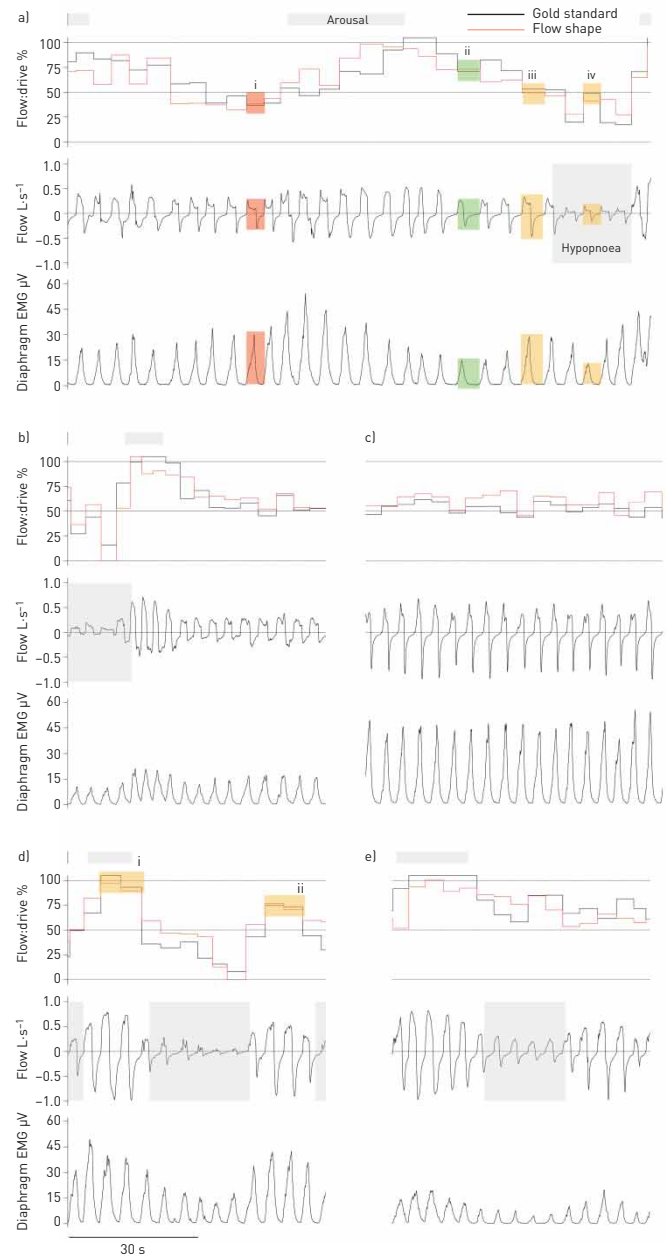 a)
Arousal
Gold standard
Flow shape
Flow:drive %
100
75
50
25
0
i
ii
iii
iv
Flow L·s⁻¹
1.0
0.5
0
−0.5
−1.0
Hypopnoea
Diaphragm EMG µV
60
45
30
15
0
b)
c)
Flow:drive %
100
75
50
25
0
Flow L·s⁻¹
1.0
0.5
0
−0.5
−1.0
Diaphragm EMG µV
60
45
30
15
0
d)
i
ii
e)
Flow:drive %
100
75
50
25
0
Flow L·s⁻¹
1.0
0.5
0
−0.5
−1.0
Diaphragm EMG µV
60
45
30
15
0
30 s